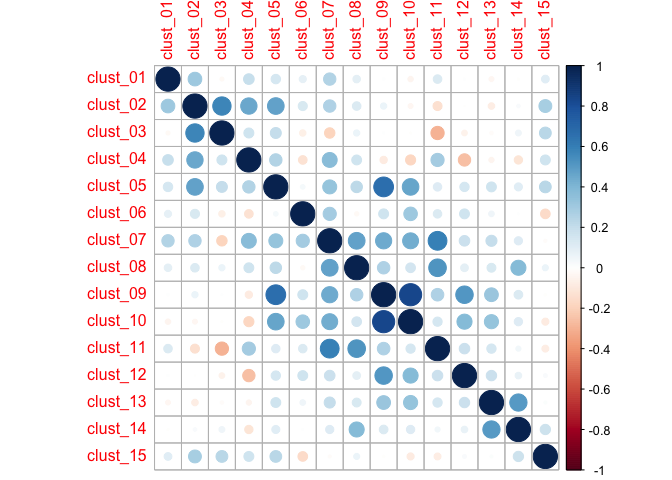 clust_01 clust_02 clust_03 clust_04 clust_05 clust_06 clust_07 clust_08 clust_09 clust_10 clust_11 clust_12 clust_13 clust_14 clust_15
clust_01
clust_02
clust_03
clust_04
clust_05
clust_06
clust_07
clust_08
clust_09
clust_10
clust_11
clust_12
clust_13
clust_14
clust_15
1
0.8
0.6
0.4
0.2
0
-0.2
-0.4
-0.6
-0.8
-1